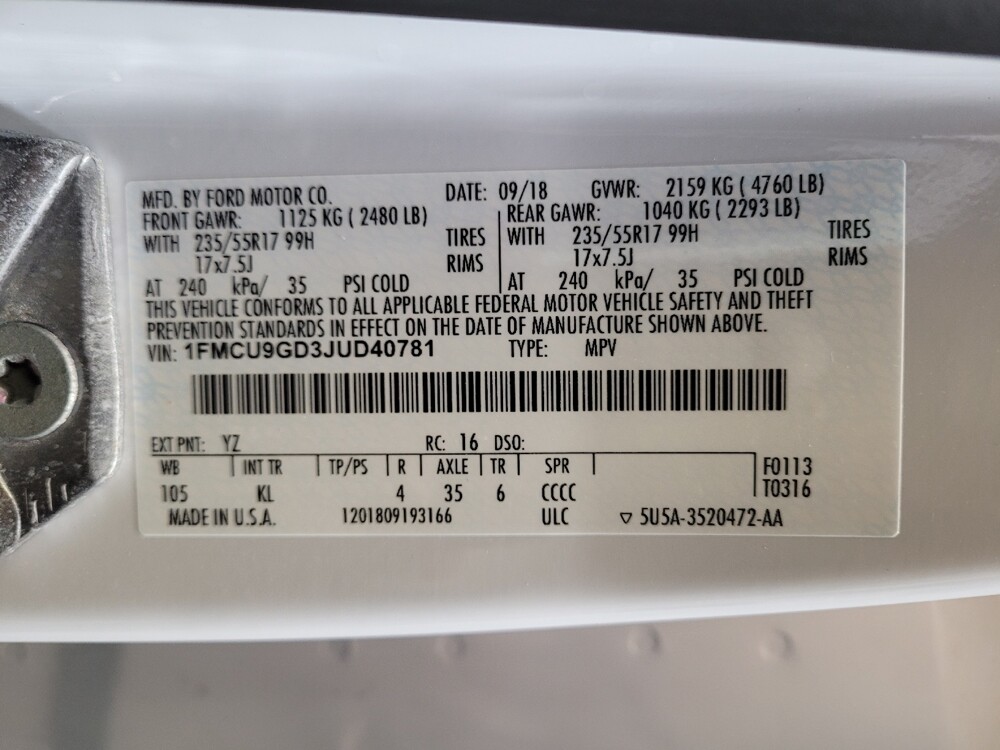 MFD. BY FORD MOTOR CO. DATE: 09/18 GVWR: 2159 KG ( 4760 LB)
FRONT GAWR: 1125 KG ( 2480 LB) REAR GAWR: 1040 KG ( 2293 LB)
WITH 235/55R17 99H TIRES WITH 235/55R17 99H TIRES
17x7.5J RIMS 17x7.5J RIMS
AT 240 kPa/ 35 PSI COLD AT 240 kPa/ 35 PSI COLD
THIS VEHICLE CONFORMS TO ALL APPLICABLE FEDERAL MOTOR VEHICLE SAFETY AND THEFT
PREVENTION STANDARDS IN EFFECT ON THE DATE OF MANUFACTURE SHOWN ABOVE.
VIN: 1FMCU9GD3JUD40781 TYPE: MPV
EXT PNT: YZ RC: 16 DSO:
WB INT TR TP/PS R AXLE TR SPR F0113
105 KL 4 35 6 CCCC T0316
MADE IN U.S.A. 1201809193166 ULC ▽ 5U5A-3520472-AA